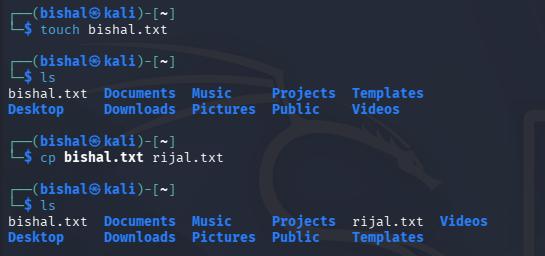 ┌──(bishal㉿kali)-[~]
└─$ touch bishal.txt
┌──(bishal㉿kali)-[~]
└─$ ls
bishal.txt  Documents  Music     Projects  Templates
Desktop     Downloads  Pictures  Public    Videos
┌──(bishal㉿kali)-[~]
└─$ cp bishal.txt rijal.txt
┌──(bishal㉿kali)-[~]
└─$ ls
bishal.txt  Documents  Music     Projects  rijal.txt  Videos
Desktop     Downloads  Pictures  Public    Templates